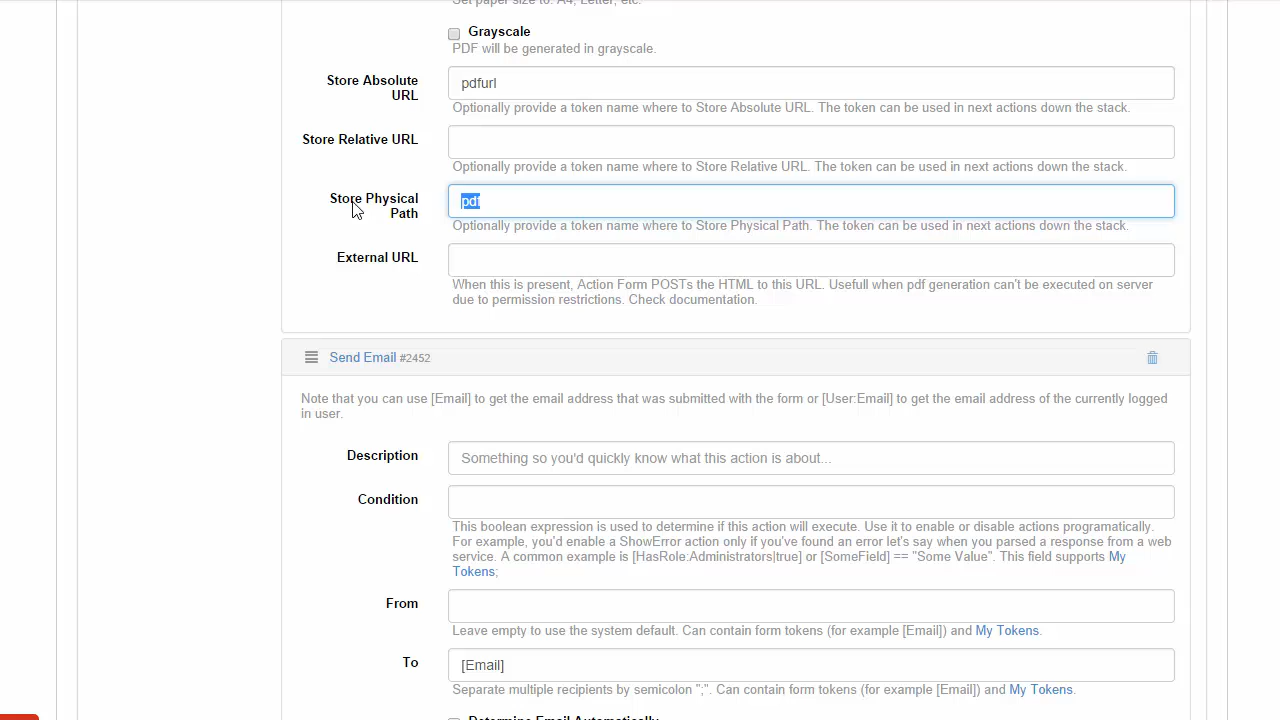 Set paper size to: A4, Letter, etc.
Grayscale
PDF will be generated in grayscale.
Store Absolute
URL
pdfurl
Optionally provide a token name where to Store Absolute URL. The token can be used in next actions down the stack.
Store Relative URL
Optionally provide a token name where to Store Relative URL. The token can be used in next actions down the stack.
Store Physical
Path
pdf
Optionally provide a token name where to Store Physical Path. The token can be used in next actions down the stack.
External URL
When this is present, Action Form POSTs the HTML to this URL. Usefull when pdf generation can't be executed on server
due to permission restrictions. Check documentation.
Send Email #2452
Note that you can use [Email] to get the email address that was submitted with the form or [User:Email] to get the email address of the currently logged
in user.
Description
Something so you'd quickly know what this action is about...
Condition
This boolean expression is used to determine if this action will execute. Use it to enable or disable actions programatically.
For example, you'd enable a ShowError action only if you've found an error let's say when you parsed a response from a web
service. A common example is [HasRole:Administrators|true] or [SomeField] == "Some Value". This field supports My
Tokens;
From
Leave empty to use the system default. Can contain form tokens (for example [Email]) and My Tokens.
To
[Email]
Separate multiple recipients by semicolon ";". Can contain form tokens (for example [Email]) and My Tokens.
Determine Email Automatically